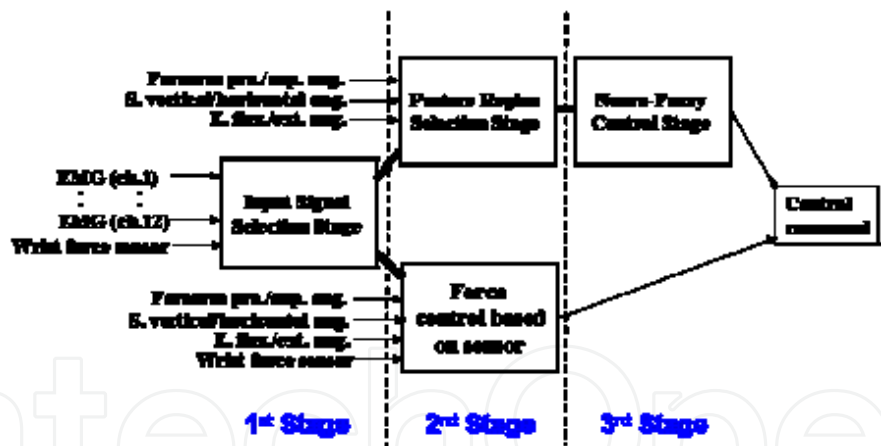 Forearm pro./sup. ang.
S. vertical/horizontal ang.
E. flex./ext. ang.
Posture Region
Selection Stage
Neuro-Fuzzy
Control Stage
EMG (ch.1)
EMG (ch.12)
Wrist force sensor
Input Signal
Selection Stage
Control
command
Forearm pro./sup. ang.
S. vertical/horizontal ang.
E. flex./ext. ang.
Wrist force sensor
Force
control based
on sensor
1st Stage
2nd Stage
3rd Stage